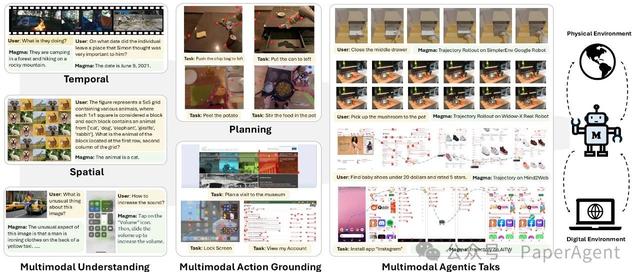 User: What is they doing?
Magma: They are camping in a forest and hiking on a rocky mountain.
User: On what date did the individual leave a place that Simon thought was very important to him?
Magma: The date is June 9, 2021.
Temporal
User: The figure represents a 5x5 grid containing various animals, where each 1x1 square is considered a block and each block contains an animal from ['cat', 'dog', 'elephant', 'giraffe', 'rabbit']. What is the animal of the block located at the first row, second column of the grid?
Magma: The animal is a cat.
Spatial
User: What is unusual thing about this image?
Magma: The unusual aspect of this image is that a man is ironing clothes on the back of a yellow taxi. ....
User: How to increase the sound?
Magma: Tap on the "Volume" icon. Then, slide the volume up to increase the volume.
Multimodal Understanding
Task: Push the chip bag to left
Task: Put the can to left
Task: Peel the potato
Task: Stir the food in the pot
Planning
Task: Plan a visit to the museum
Task: Lock Screen
Task: View my Account
Multimodal Action Grounding
User: Close the middle drawer
Magma: Trajectory Rollout on SimplerEnv Google Robot
User: Pick up the mushroom to the pot
Magma: Trajectory Rollout on Widow-X Real Robot
User: Find baby shoes under 20 dollars and rated 5 stars.
Magma: Trajectory on Mind2Web
Task: Install app "Instagram"
Magma: Trajectory on AITW
Multimodal Agentic Taks
Physical Environment
M
Digital Environment
公众号 · PaperAgent